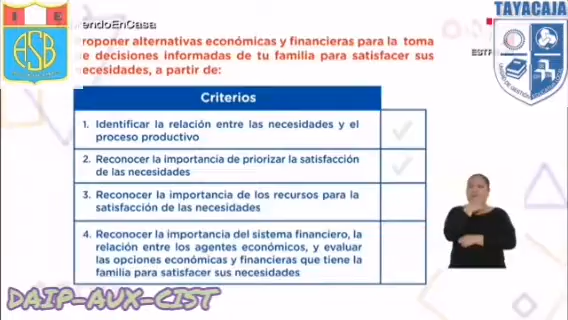 I E
ASB
endoEnCasa
TAYACAJA
roponer alternativas económicas y financieras para la toma
e decisiones informadas de tu familia para satisfacer sus
ecesidades, a partir de:
ESTR
Criterios
1. Identificar la relación entre las necesidades y el
proceso productivo
2. Reconocer la importancia de priorizar la satisfacción
de las necesidades
3. Reconocer la importancia de los recursos para la
satisfacción de las necesidades
4. Reconocer la importancia del sistema financiero, la
relación entre los agentes económicos, y evaluar
las opciones económicas y financieras que tiene la
familia para satisfacer sus necesidades
DAIP-AUX-CIST